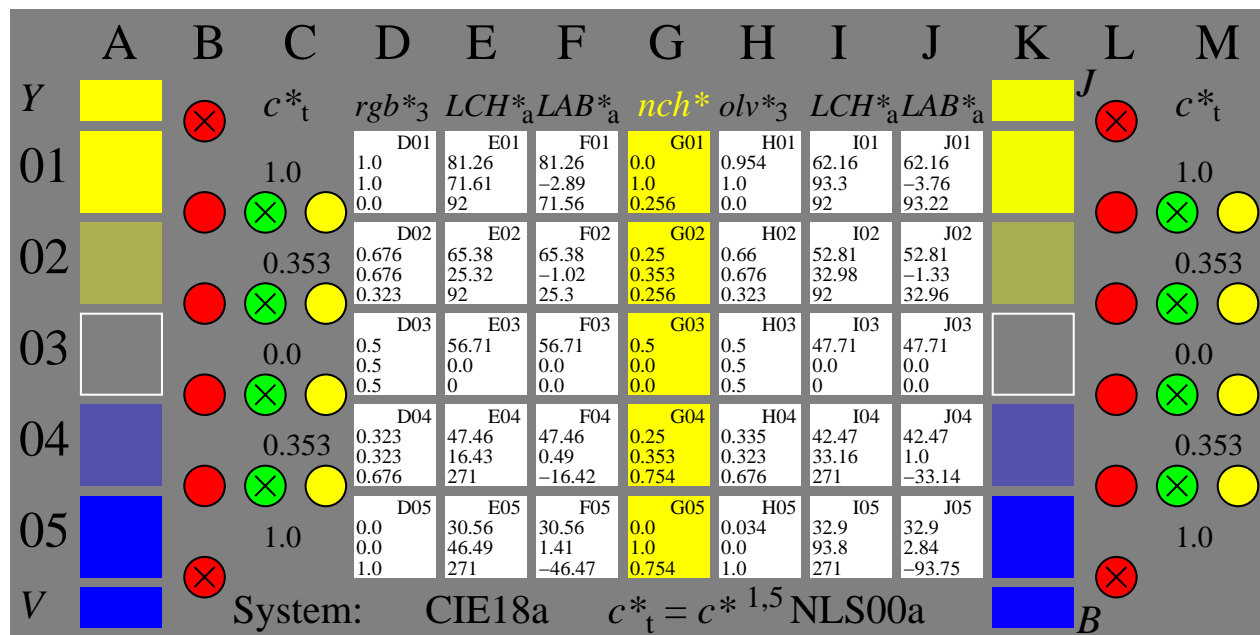 A B C D E F G H I J K L M
Y c*t rgb*3 LCH*a LAB*a nch* olv*3 LCH*a LAB*a J c*t
01 1.0 D01 E01 F01 G01 H01 I01 J01 1.0
1.0 81.26 81.26 0.0 0.954 62.16 62.16
1.0 71.61 −2.89 1.0 1.0 93.3 −3.76
0.0 92 71.56 0.256 0.0 92 93.22
02 0.353 D02 E02 F02 G02 H02 I02 J02 0.353
0.676 65.38 65.38 0.25 0.66 52.81 52.81
0.676 25.32 −1.02 0.353 0.676 32.98 −1.33
0.323 92 25.3 0.256 0.323 92 32.96
03 0.0 D03 E03 F03 G03 H03 I03 J03 0.0
0.5 56.71 56.71 0.5 0.5 47.71 47.71
0.5 0.0 0.0 0.0 0.5 0.0 0.0
0.5 0 0.0 0.0 0.5 0 0.0
04 0.353 D04 E04 F04 G04 H04 I04 J04 0.353
0.323 47.46 47.46 0.25 0.335 42.47 42.47
0.323 16.43 0.49 0.353 0.323 33.16 1.0
0.676 271 −16.42 0.754 0.676 271 −33.14
05 1.0 D05 E05 F05 G05 H05 I05 J05 1.0
0.0 30.56 30.56 0.0 0.034 32.9 32.9
0.0 46.49 1.41 1.0 0.0 93.8 2.84
1.0 271 −46.47 0.754 1.0 271 −93.75
V System: CIE18a c*t = c* 1,5 NLS00a B